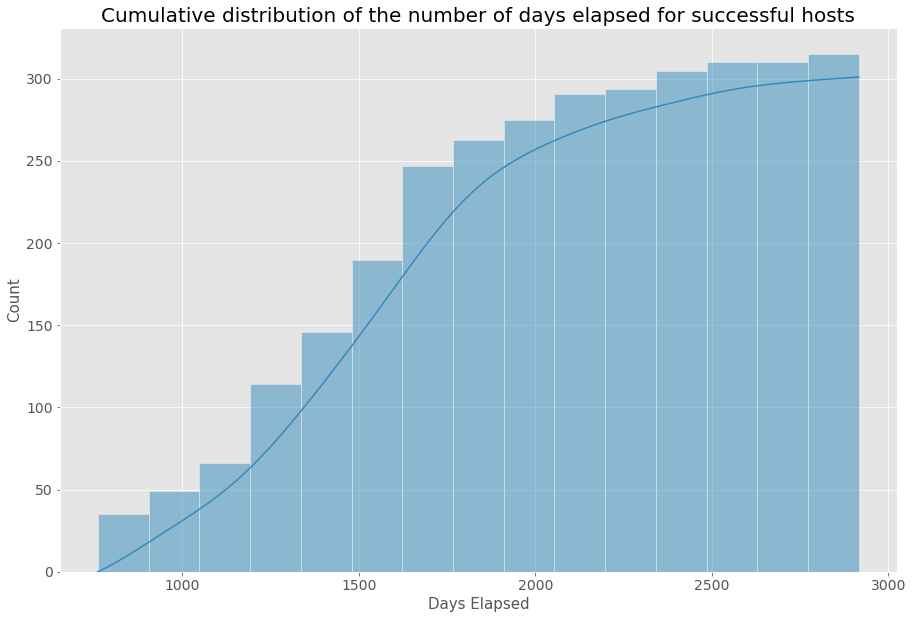 Cumulative distribution of the number of days elapsed for successful hosts
300
250
200
150
100
50
0
Count
1000 1500 2000 2500 3000
Days Elapsed